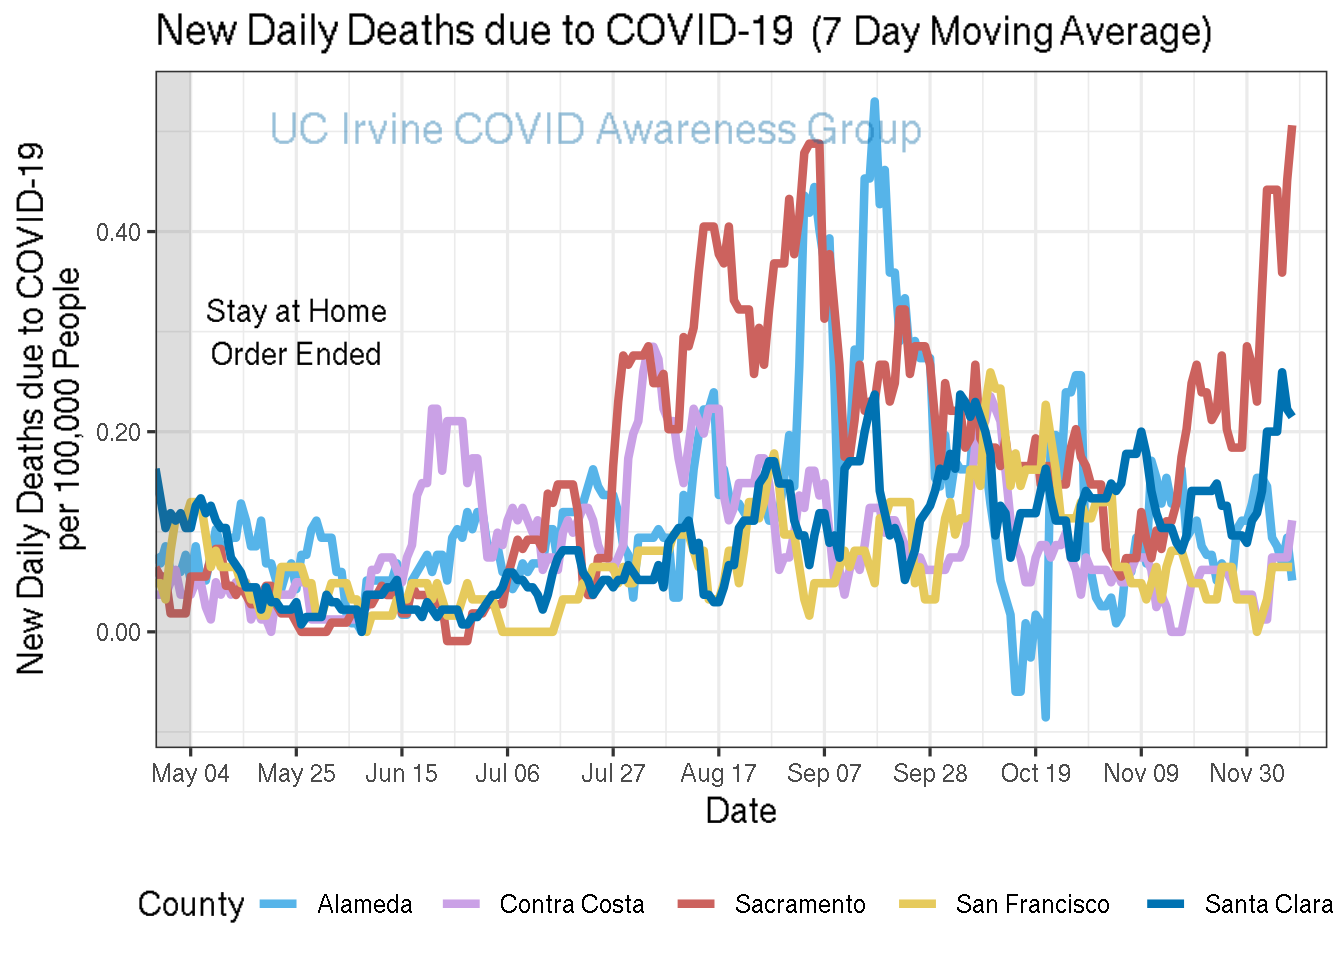 New Daily Deaths due to COVID-19 (7 Day Moving Average)
UC Irvine COVID Awareness Group
New Daily Deaths due to COVID-19
per 100,000 People
0.40
0.20
0.00
Stay at Home
Order Ended
May 04 May 25 Jun 15 Jul 06 Jul 27 Aug 17 Sep 07 Sep 28 Oct 19 Nov 09 Nov 30
Date
County Alameda Contra Costa Sacramento San Francisco Santa Clara